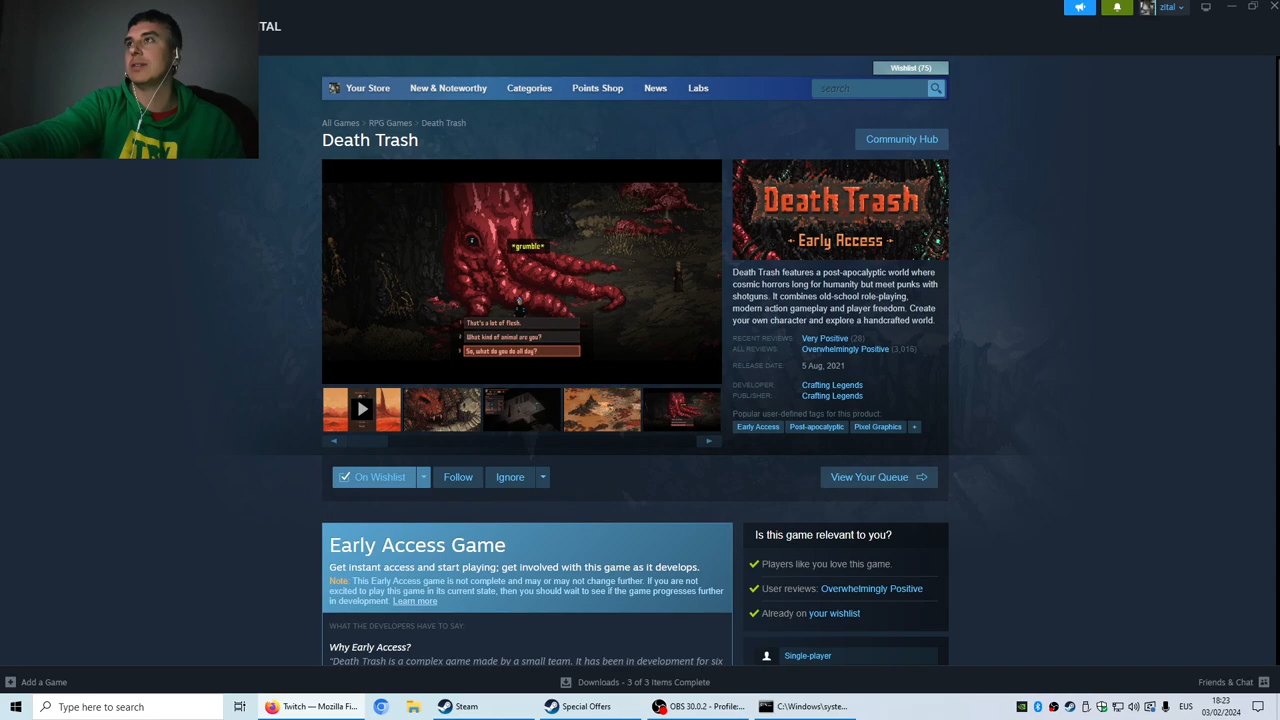 ITAL
zital
Wishlist (75)
Your Store
New & Noteworthy
Categories
Points Shop
News
Labs
search
All Games > RPG Games > Death Trash
Death Trash
Community Hub
*grumble*
That's a lot of flesh.
What kind of animal are you?
So, what do you do all day?
Death Trash
Early Access
Death Trash features a post-apocalyptic world where
cosmic horrors long for humanity but meet punks with
shotguns. It combines old-school role-playing,
modern action gameplay and player freedom. Create
your own character and explore a handcrafted world.
RECENT REVIEWS: Very Positive (28)
ALL REVIEWS: Overwhelmingly Positive (3,016)
RELEASE DATE: 5 Aug, 2021
DEVELOPER: Crafting Legends
PUBLISHER: Crafting Legends
Popular user-defined tags for this product:
Early Access
Post-apocalyptic
Pixel Graphics
+
On Wishlist
Follow
Ignore
View Your Queue
Early Access Game
Get instant access and start playing; get involved with this game as it develops.
Note: This Early Access game is not complete and may or may not change further. If you are not
excited to play this game in its current state, then you should wait to see if the game progresses further
in development. Learn more
WHAT THE DEVELOPERS HAVE TO SAY:
Why Early Access?
"Death Trash is a complex game made by a small team. It has been in development for six
Is this game relevant to you?
Players like you love this game.
User reviews: Overwhelmingly Positive
Already on your wishlist
Single-player
Add a Game
Downloads - 3 of 3 Items Complete
Friends & Chat
Type here to search
Twitch — Mozilla Fi...
Steam
Special Offers
OBS 30.0.2 - Profile:...
C:\Windows\syste...
EUS
18:23
03/02/2024